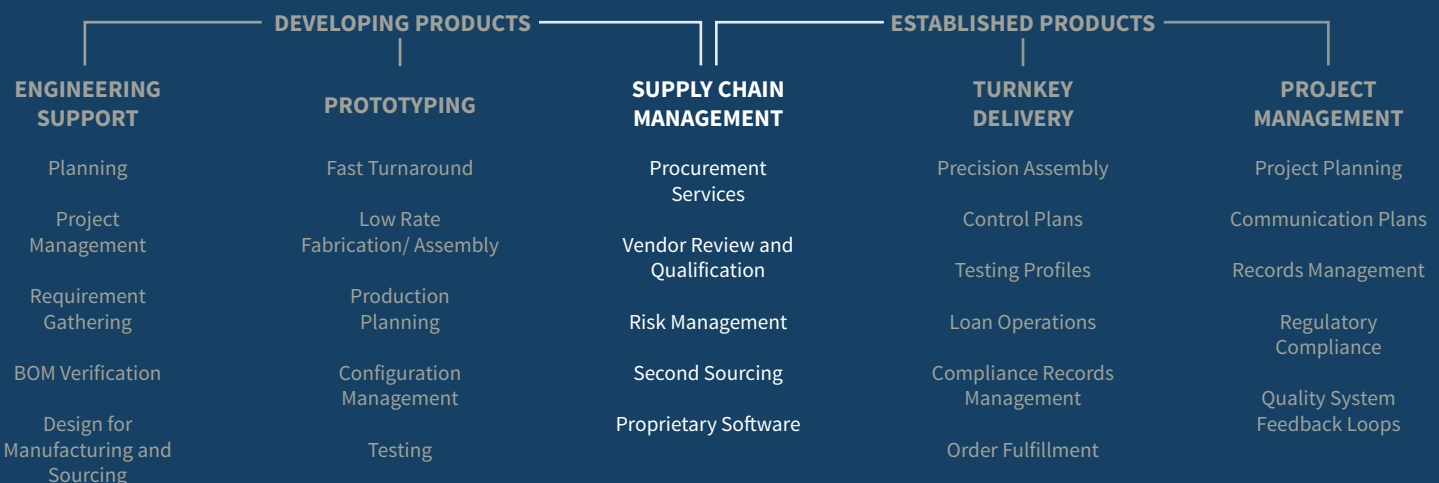 DEVELOPING PRODUCTS
ESTABLISHED PRODUCTS
ENGINEERING
SUPPORT
Planning
Project
Management
Requirement
Gathering
BOM Verification
Design for
Manufacturing and
Sourcing
PROTOTYPING
Fast Turnaround
Low Rate
Fabrication/ Assembly
Production
Planning
Configuration
Management
Testing
SUPPLY CHAIN
MANAGEMENT
Procurement
Services
Vendor Review and
Qualification
Risk Management
Second Sourcing
Proprietary Software
TURNKEY
DELIVERY
Precision Assembly
Control Plans
Testing Profiles
Loan Operations
Compliance Records
Management
Order Fulfillment
PROJECT
MANAGEMENT
Project Planning
Communication Plans
Records Management
Regulatory
Compliance
Quality System
Feedback Loops